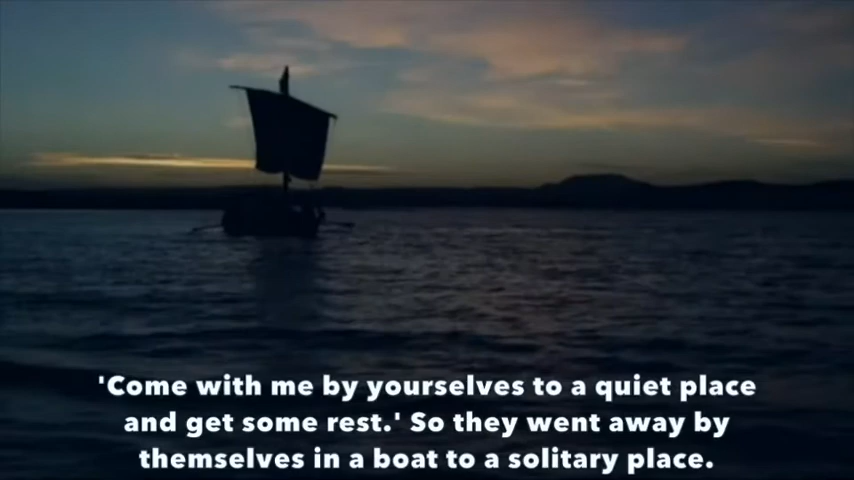 'Come with me by yourselves to a quiet place
and get some rest.' So they went away by
themselves in a boat to a solitary place.